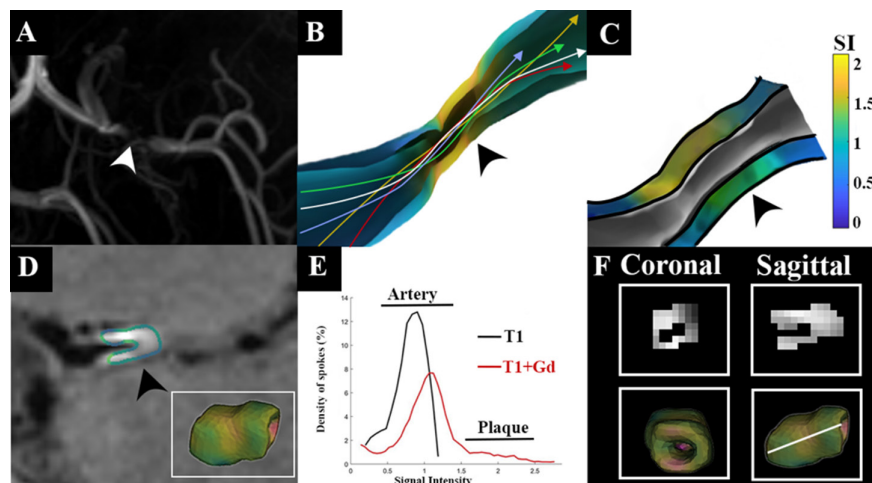 A
B
C
SI
2
1.5
1
0.5
0
D
E
14
12
10
8
6
4
2
0
Density of spokes (%)
Artery
T1
T1+Gd
Plaque
0 0.5 1 1.5 2 2.5
Signal Intensity
F Coronal Sagittal